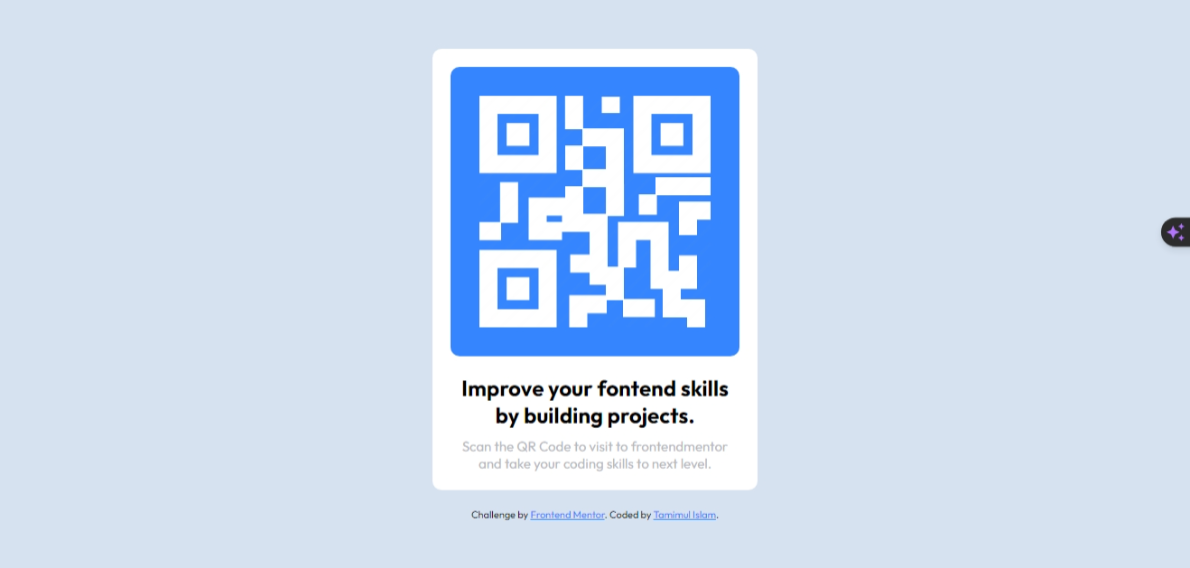 Improve your fontend skills
by building projects.
Scan the QR Code to visit to frontendmentor
and take your coding skills to next level.
Challenge by Frontend Mentor. Coded by Tamimul Islam.